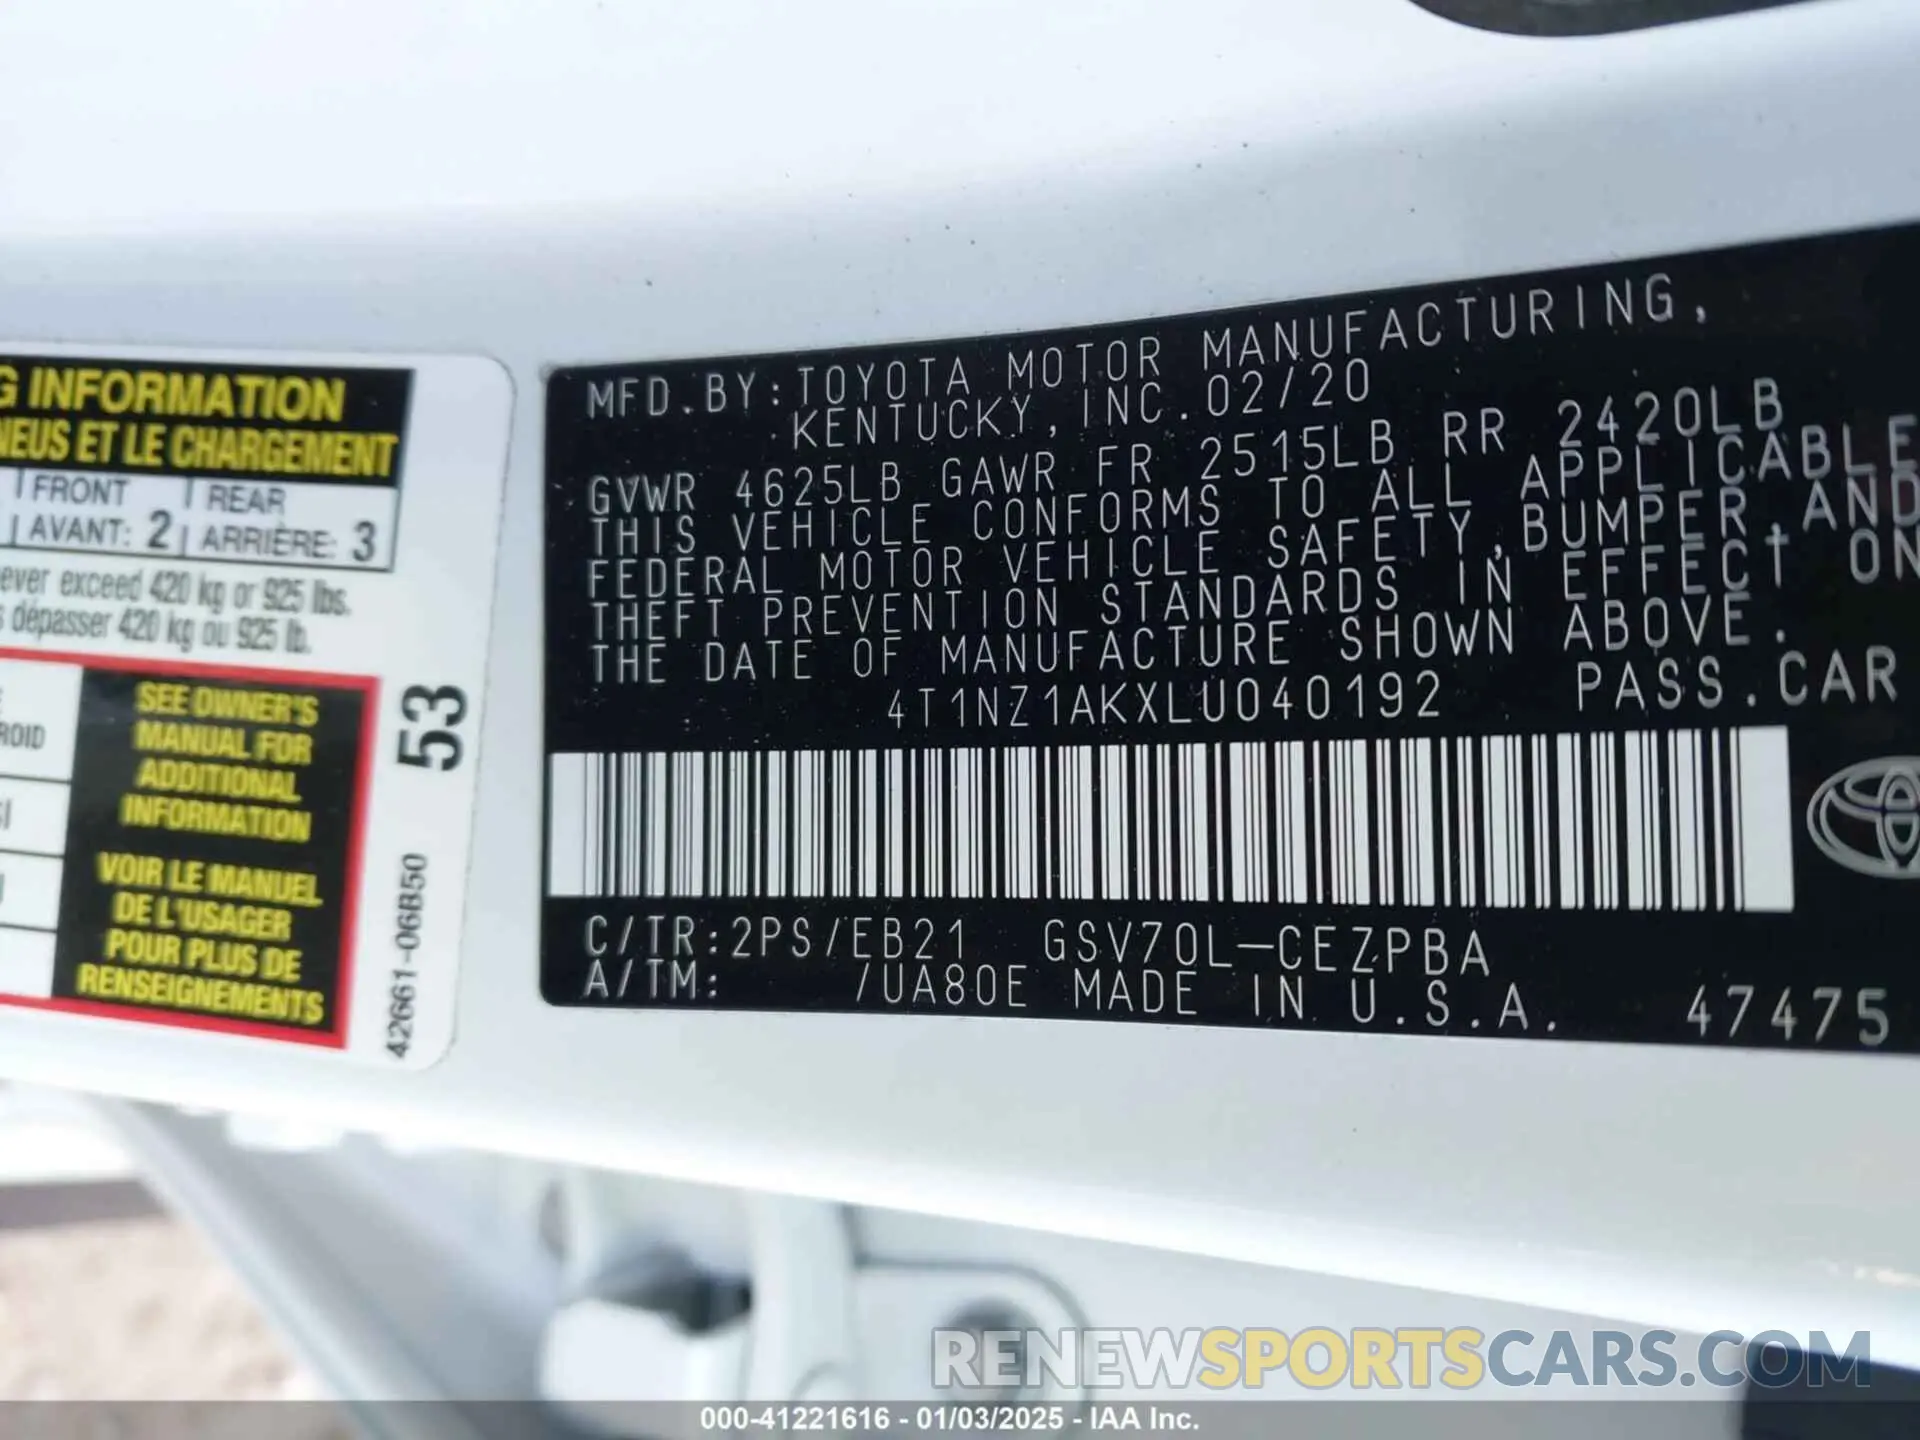 G INFORMATION
NEUS ET LE CHARGEMENT
FRONT
AVANT: 2
REAR
ARRIÈRE: 3
ever exceed 420 kg or 925 lbs.
s dépasser 420 kg ou 925 lb.
ROID
SEE OWNER'S
MANUAL FOR
ADDITIONAL
INFORMATION
VOIR LE MANUEL
DE L'USAGER
POUR PLUS DE
RENSEIGNEMENTS
53
42661-06B50
MFD.BY:TOYOTA MOTOR MANUFACTURING,
KENTUCKY,INC.02/20
GVWR 4625LB GAWR FR 2515LB RR 2420LB
THIS VEHICLE CONFORMS TO ALL APPLICABLE
FEDERAL MOTOR VEHICLE SAFETY,BUMPER,AND
THEFT PREVENTION STANDARDS IN EFFECT ON
THE DATE OF MANUFACTURE SHOWN ABOVE.
4T1NZ1AKXLU040192 PASS.CAR
C/TR:2PS/EB21 GSV70L-CEZPBA
A/TM: /UA80E MADE IN U.S.A. 47475
RENEWSPORTSCARS.COM
000-41221616 - 01/03/2025 - IAA Inc.